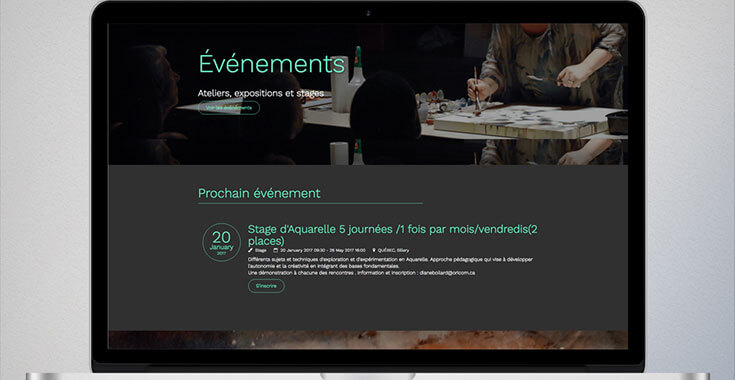 Événements
Ateliers, expositions et stages
Voir les événements
Prochain événement
20
January
2017
Stage d'Aquarelle 5 journées /1 fois par mois/vendredis(2
places)
Stage 20 January 2017 09:30 - 26 May 2017 16:00 QUÉBEC, Sillery
Différents sujets et techniques d'exploration et d'expérimentation en Aquarelle. Approche pédagogique qui vise à développer
l'autonomie et la créativité en intégrant des bases fondamentales.
Une démonstration à chacune des rencontres . Information et inscription : dianeboilard@oricom.ca
S'inscrire